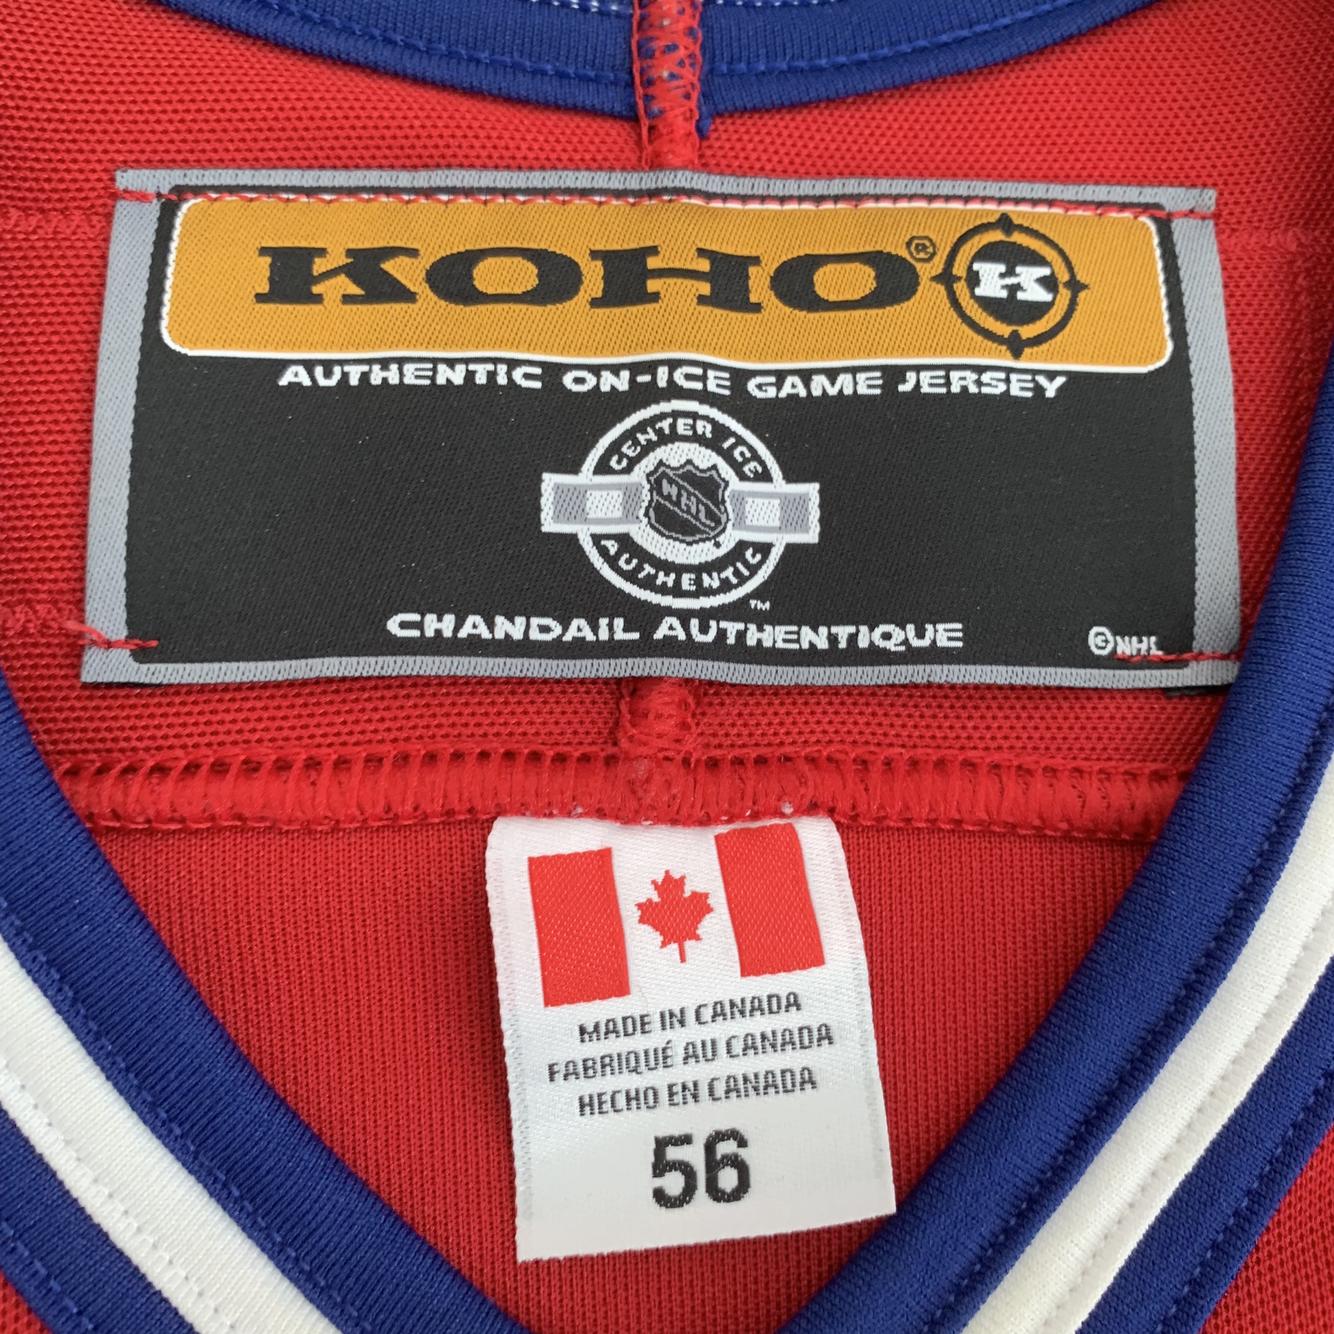 KOHO® K
AUTHENTIC ON-ICE GAME JERSEY
CENTER ICE
NHL
AUTHENTIC
™
CHANDAIL AUTHENTIQUE
©NHL
MADE IN CANADA
FABRIQUÉ AU CANADA
HECHO EN CANADA
56